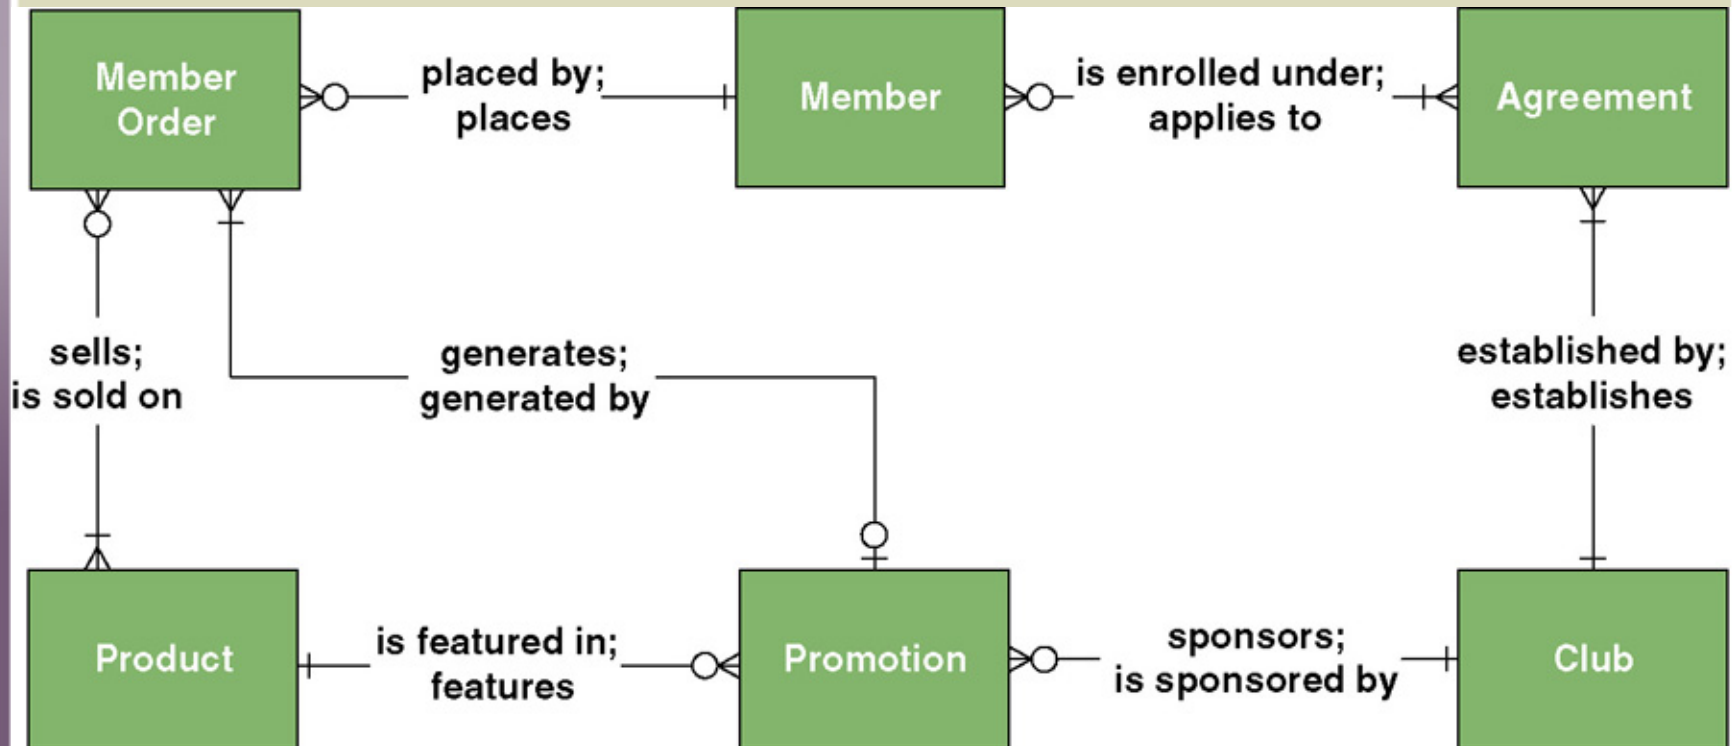 Member
Order
placed by;
places
Member
is enrolled under;
applies to
Agreement
sells;
is sold on
generates;
generated by
established by;
establishes
Product
is featured in;
features
Promotion
sponsors;
is sponsored by
Club